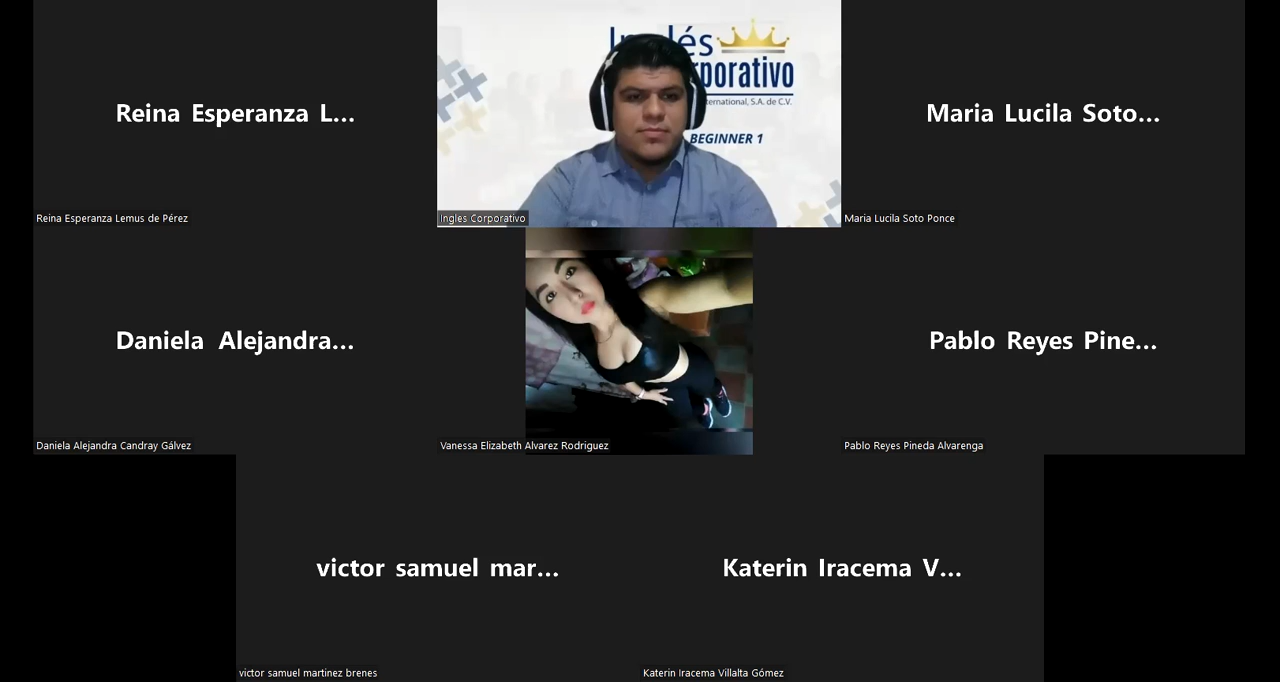 Reina Esperanza L...
Reina Esperanza Lemus de Pérez
Inglés
rporativo
ternational, S.A. de C.V.
BEGINNER 1
Ingles Corporativo
Maria Lucila Soto...
Maria Lucila Soto Ponce
Daniela Alejandra...
Daniela Alejandra Candray Gálvez
Vanessa Elizabeth Alvarez Rodriguez
Pablo Reyes Pine...
Pablo Reyes Pineda Alvarenga
victor samuel mar...
victor samuel martinez brenes
Katerin Iracema V...
Katerin Iracema Villalta Gómez